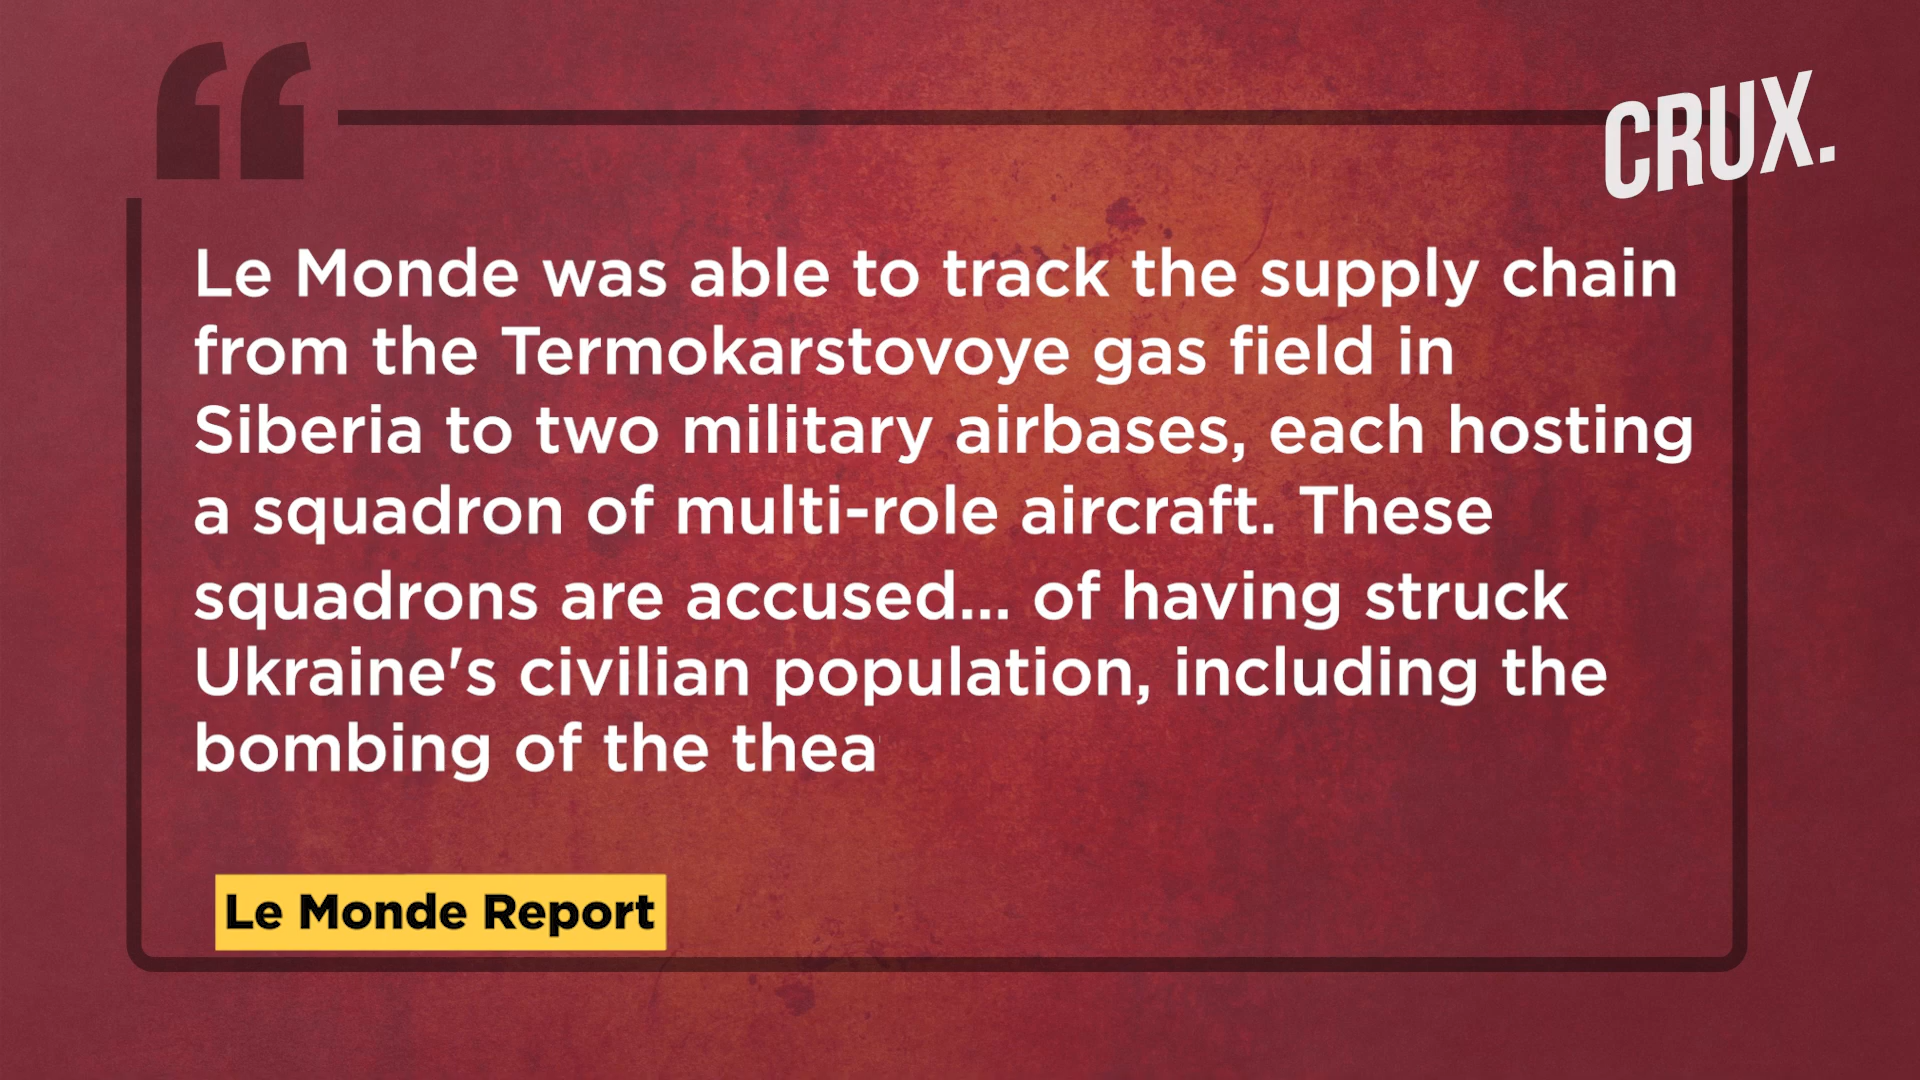 CRUX.
Le Monde was able to track the supply chain
from the Termokarstovoye gas field in
Siberia to two military airbases, each hosting
a squadron of multi-role aircraft. These
squadrons are accused... of having struck
Ukraine's civilian population, including the
bombing of the thea
Le Monde Report